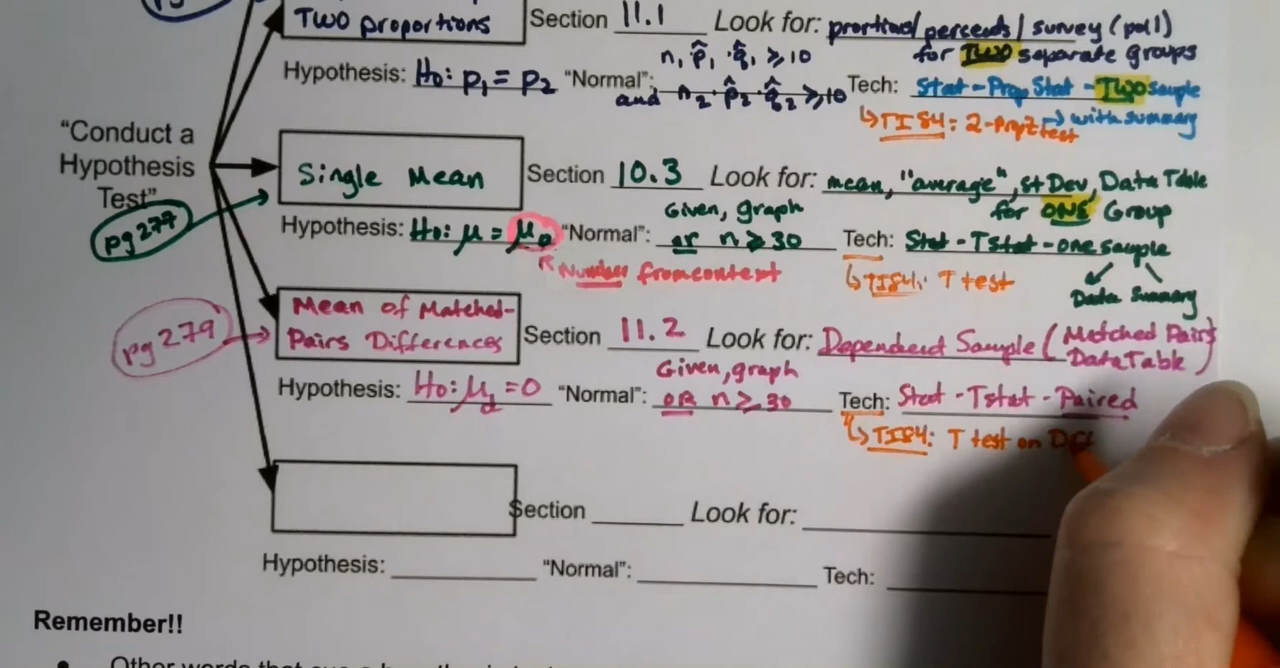 Two proportions Section 11.1 Look for: proportions/percents/survey (poll)
for TWO separate groups
n₁ · p̂₁ · q̂₁ ≥ 10
Hypothesis: H₀: p₁ = p₂ "Normal": and n₂ · p̂₂ · q̂₂ ≥ 10 Tech: Stat - Prop Stat - TWO sample
↳ with summary
↳ TI84: 2-PropZtest
"Conduct a
Hypothesis
Test"
Single Mean Section 10.3 Look for: mean, "average", st Dev, Data Table
for ONE Group
pg 277
Given, graph
Hypothesis: H₀: μ = μ₀ "Normal": or n ≥ 30 Tech: Stat - Tstat - one sample
Number from context
↳ TI84: T test
Data Summary
Mean of Matched-
Pairs Differences Section 11.2 Look for: Dependent Sample (Matched Pairs
Data Table)
pg 279
Given, graph
Hypothesis: H₀: μd = 0 "Normal": OR n ≥ 30 Tech: Stat - Tstat - Paired
↳ TI84: T test on
Section Look for:
Hypothesis: "Normal": Tech:
Remember!!